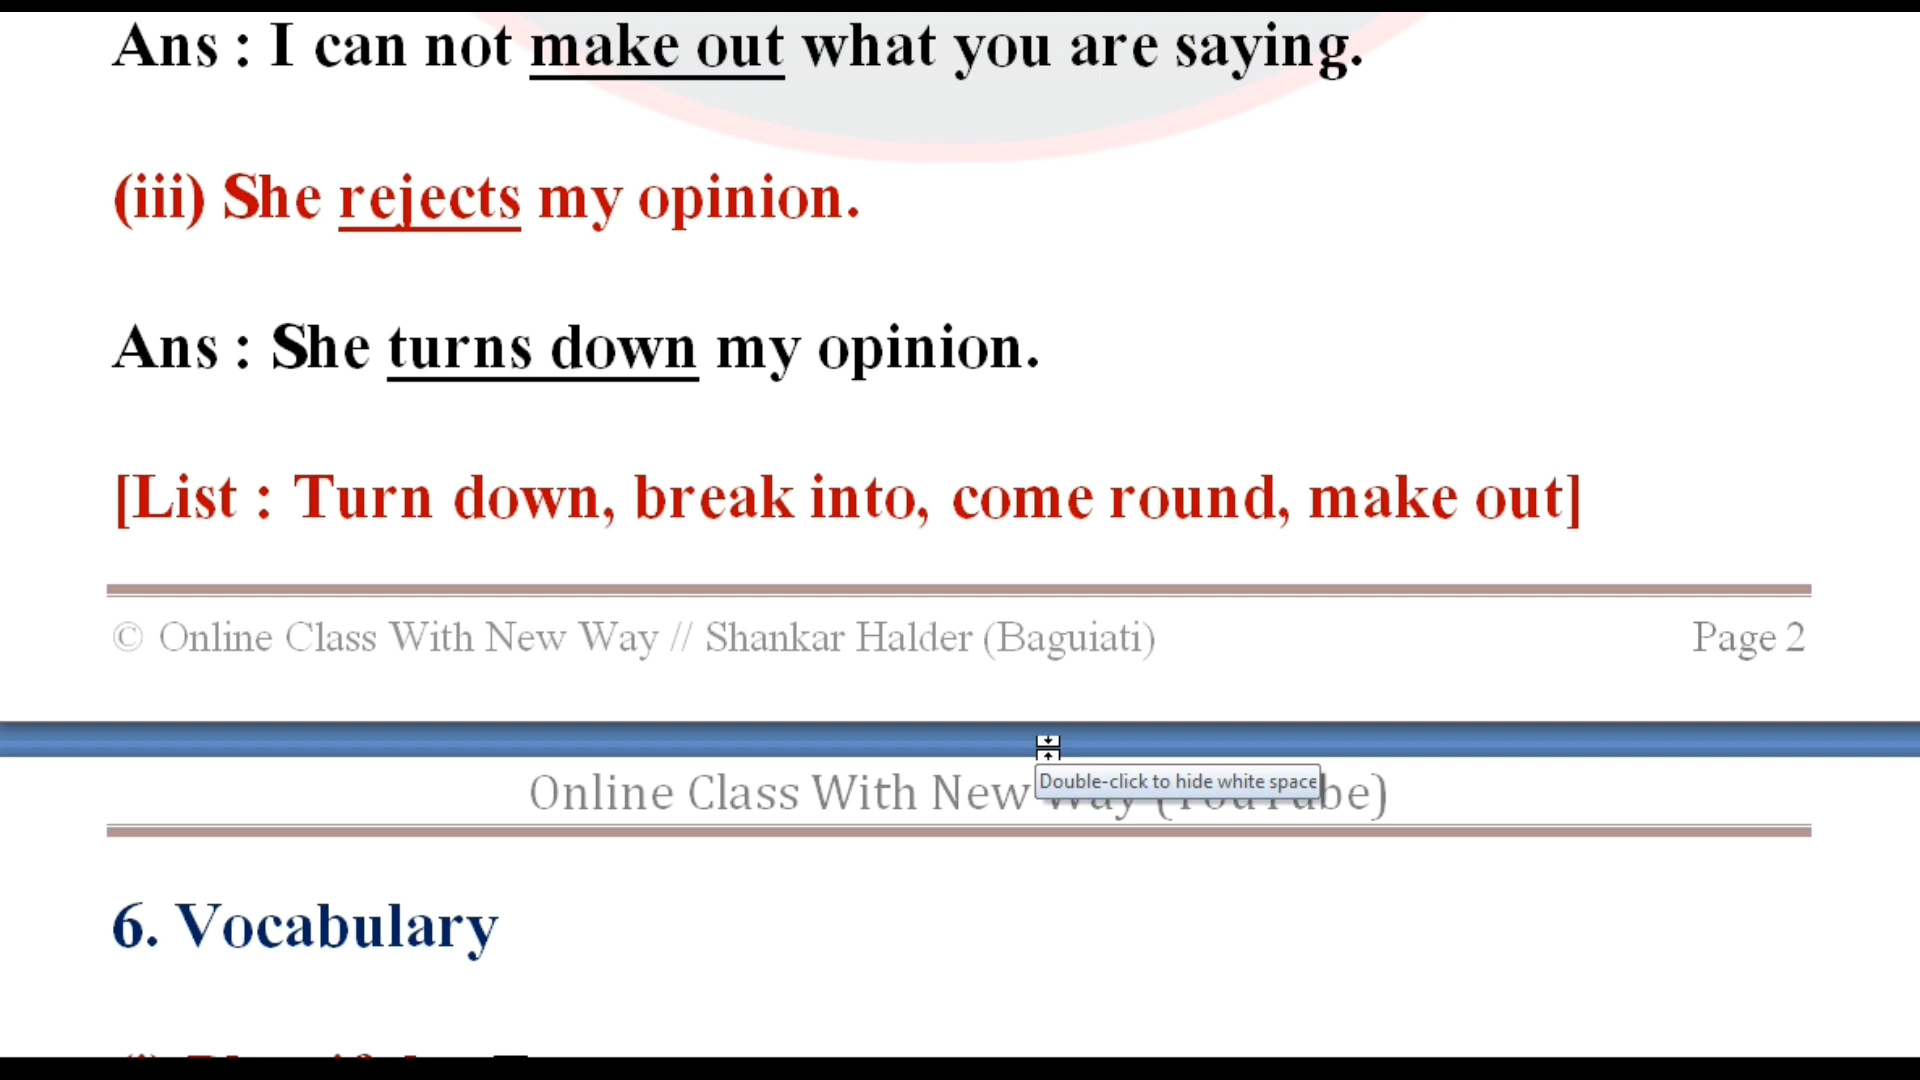 Ans : I can not make out what you are saying.
(iii) She rejects my opinion.
Ans : She turns down my opinion.
[List : Turn down, break into, come round, make out]
© Online Class With New Way // Shankar Halder (Baguiati) Page 2
Double-click to hide white space
Online Class With New Way (YouTube)
6. Vocabulary